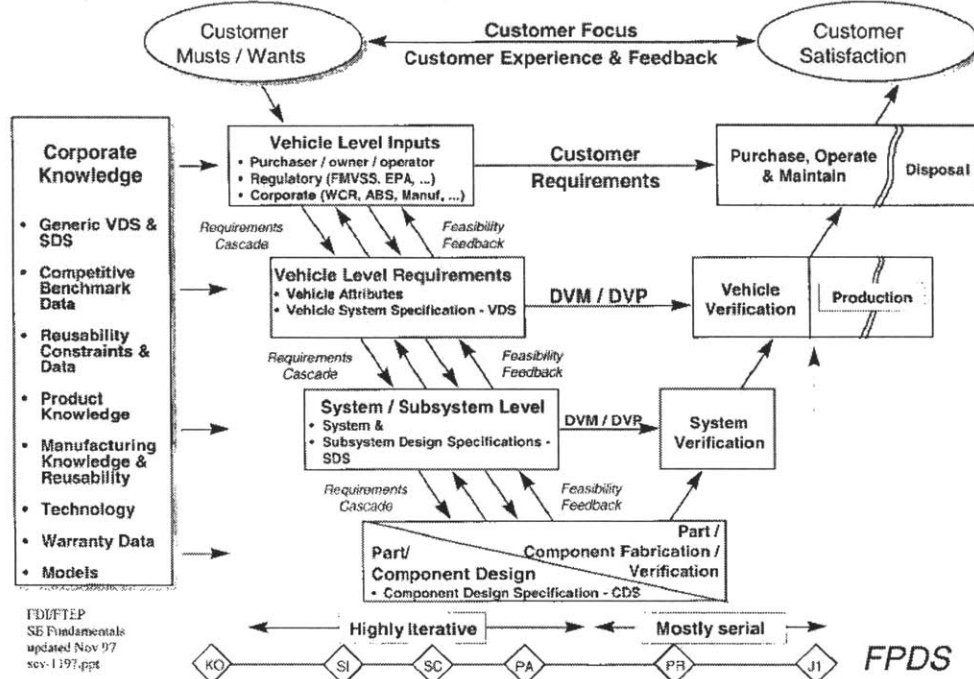 Customer
Musts / Wants
Customer Focus
Customer Experience & Feedback
Customer
Satisfaction
Corporate
Knowledge
• Generic VDS &
SDS
• Competitive
Benchmark
Data
• Reusability
Constraints &
Data
• Product
Knowledge
• Manufacturing
Knowledge &
Reusability
• Technology
• Warranty Data
• Models
Vehicle Level Inputs
• Purchaser / owner / operator
• Regulatory (FMVSS, EPA, ...)
• Corporate (WCR, ABS, Manuf, ...)
Customer
Requirements
Purchase, Operate
& Maintain
Disposal
Requirements
Cascade
Feasibility
Feedback
Vehicle Level Requirements
• Vehicle Attributes
• Vehicle System Specification - VDS
DVM / DVP
Vehicle
Verification
Production
Requirements
Cascade
Feasibility
Feedback
System / Subsystem Level
• System &
• Subsystem Design Specifications -
SDS
DVM / DVP
System
Verification
Requirements
Cascade
Feasibility
Feedback
Part/
Component Design
• Component Design Specification - CDS
Part /
Component Fabrication /
Verification
FDI/FTEP
SE Fundamentals
updated Nov 97
sev-1197.ppt
Highly Iterative
Mostly serial
KO
SI
SC
PA
PR
J1
FPDS